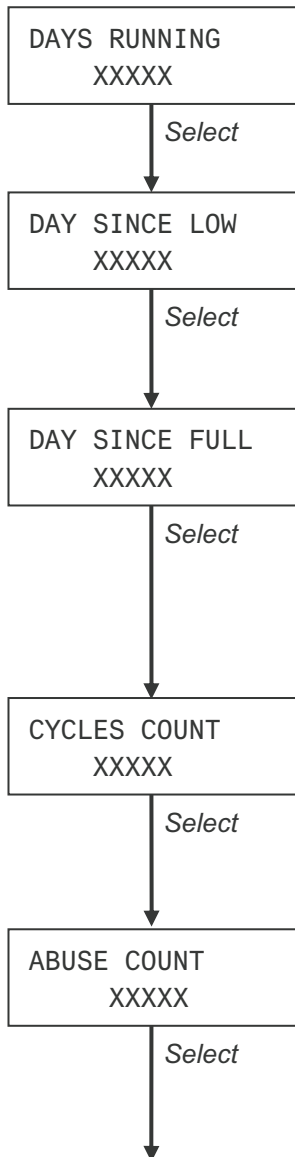 DAYS RUNNING
XXXXX
Select
DAY SINCE LOW
XXXXX
Select
DAY SINCE FULL
XXXXX
Select
CYCLES COUNT
XXXXX
Select
ABUSE COUNT
XXXXX
Select